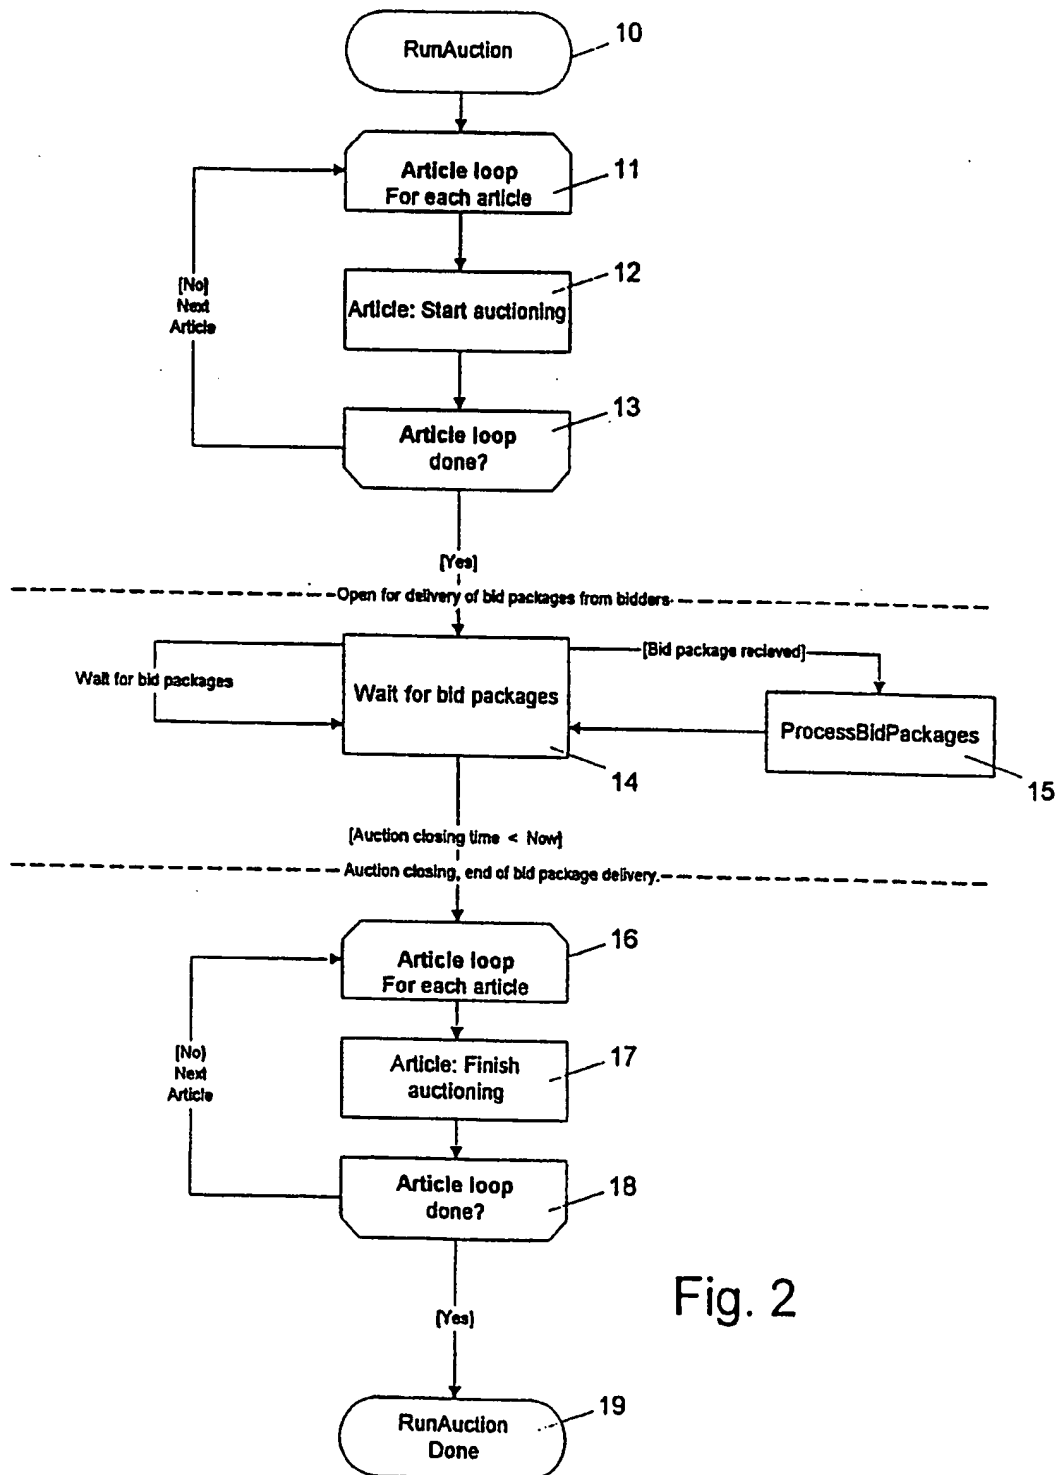 RunAuction
10
Article loop
For each article
11
12
Article: Start auctioning
[No]
Next
Article
13
Article loop
done?
[Yes]
Open for delivery of bid packages from bidders
[Bid package recieved]
Wait for bid packages
Wait for bid packages
ProcessBidPackages
14
15
[Auction closing time < Now]
Auction closing, end of bid package delivery.
16
Article loop
For each article
17
Article: Finish
auctioning
[No)
Next
Article
Article loop
done?
18
Fig. 2
[Yes]
19
RunAuction
Done